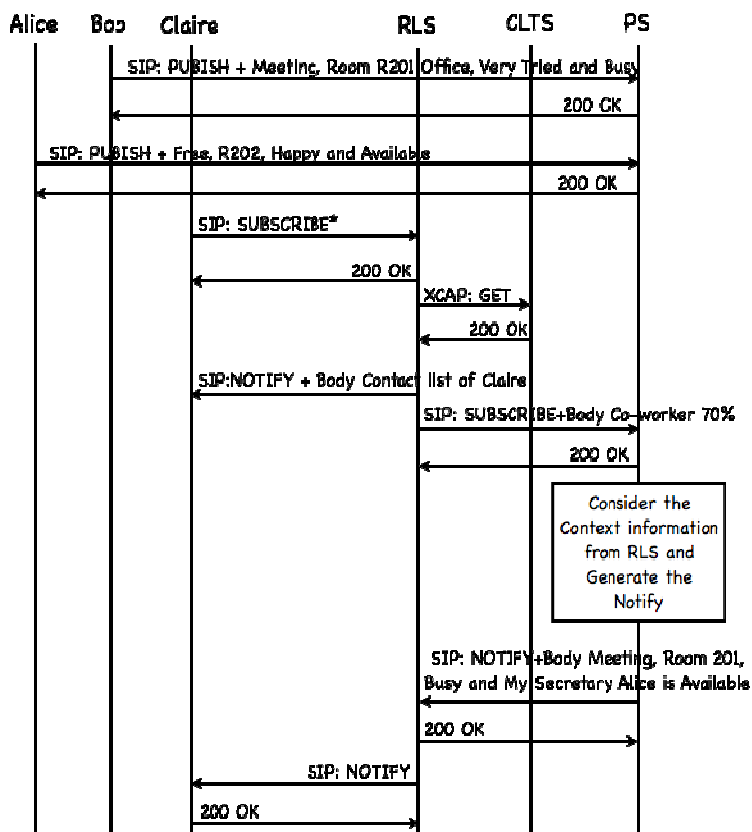 Alice Bob Claire RLS CLTS PS
SIP: PUBISH + Meeting, Room R201 Office, Very Tried and Busy
200 OK
SIP: PUBISH + Free, R202, Happy and Available
200 OK
SIP: SUBSCRIBE*
200 OK
XCAP: GET
200 OK
SIP:NOTIFY + Body Contact list of Claire
SIP: SUBSCRIBE+Body Co-worker 70%
200 OK
Consider the
Context information
from RLS and
Generate the
Notify
SIP: NOTIFY+Body Meeting, Room 201,
Busy and My Secretary Alice is Available
200 OK
SIP: NOTIFY
200 OK